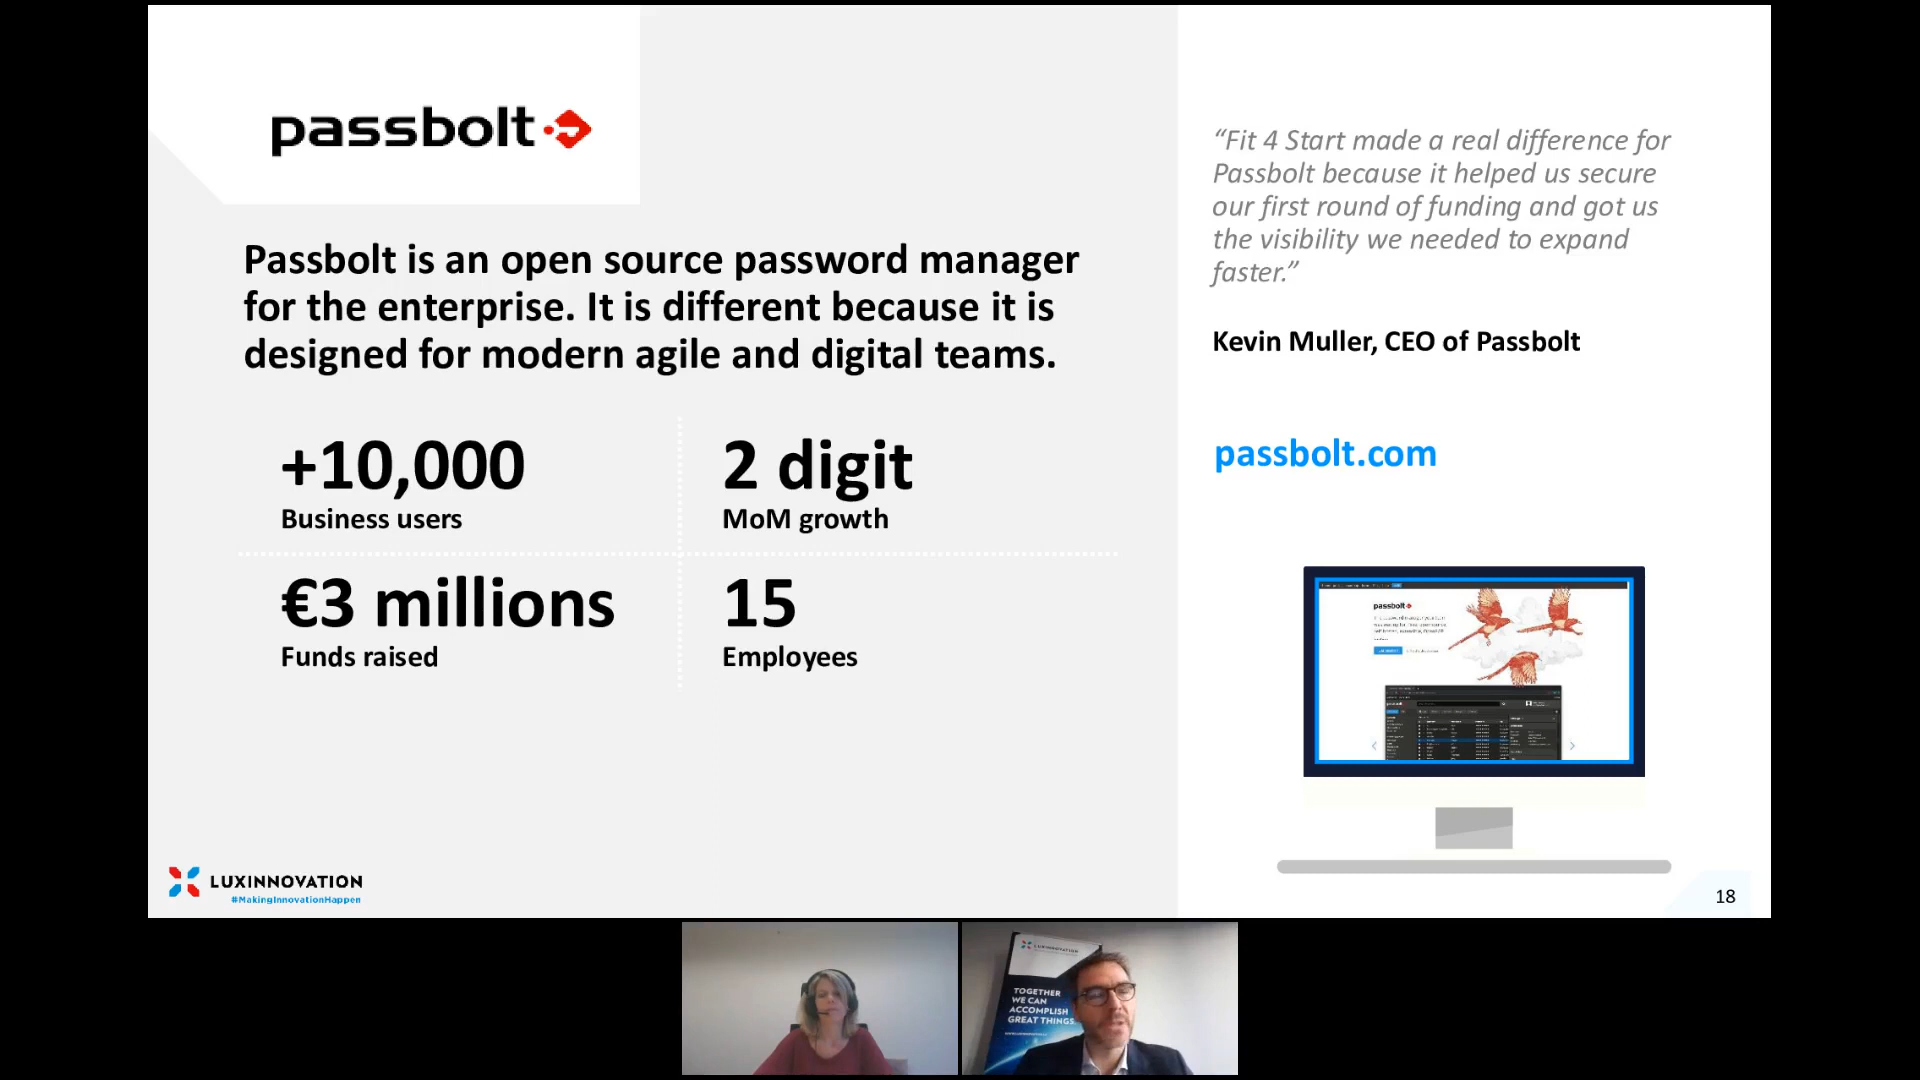 passbolt
Passbolt is an open source password manager
for the enterprise. It is different because it is
designed for modern agile and digital teams.
+10,000
Business users
2 digit
MoM growth
€3 millions
Funds raised
15
Employees
“Fit 4 Start made a real difference for
Passbolt because it helped us secure
our first round of funding and got us
the visibility we needed to expand
faster.”
Kevin Muller, CEO of Passbolt
passbolt.com
passbolt
LUXINNOVATION
#MakingInnovationHappen
18
LUXINNOVATION
TOGETHER
WE CAN
ACCOMPLISH
GREAT THINGS